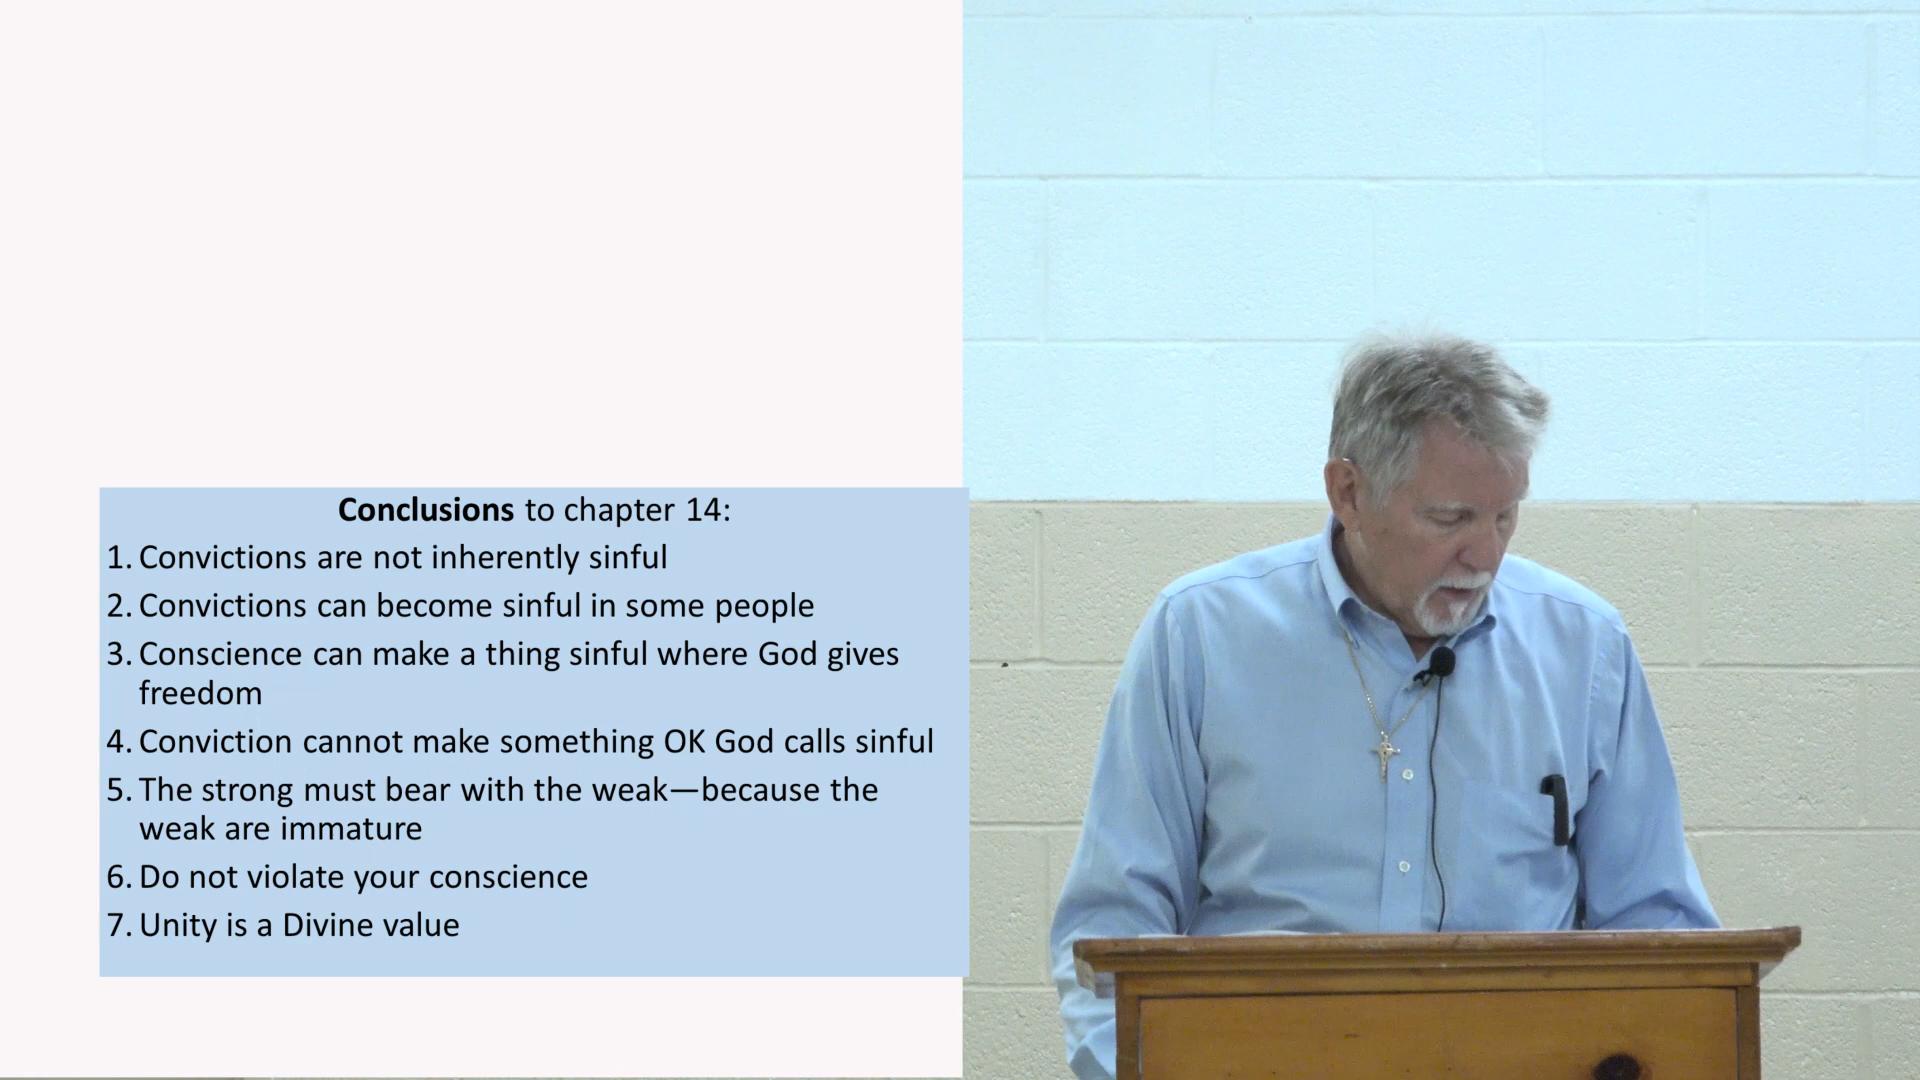 Conclusions to chapter 14:
1. Convictions are not inherently sinful
2. Convictions can become sinful in some people
3. Conscience can make a thing sinful where God gives
freedom
4. Conviction cannot make something OK God calls sinful
5. The strong must bear with the weak—because the
weak are immature
6. Do not violate your conscience
7. Unity is a Divine value